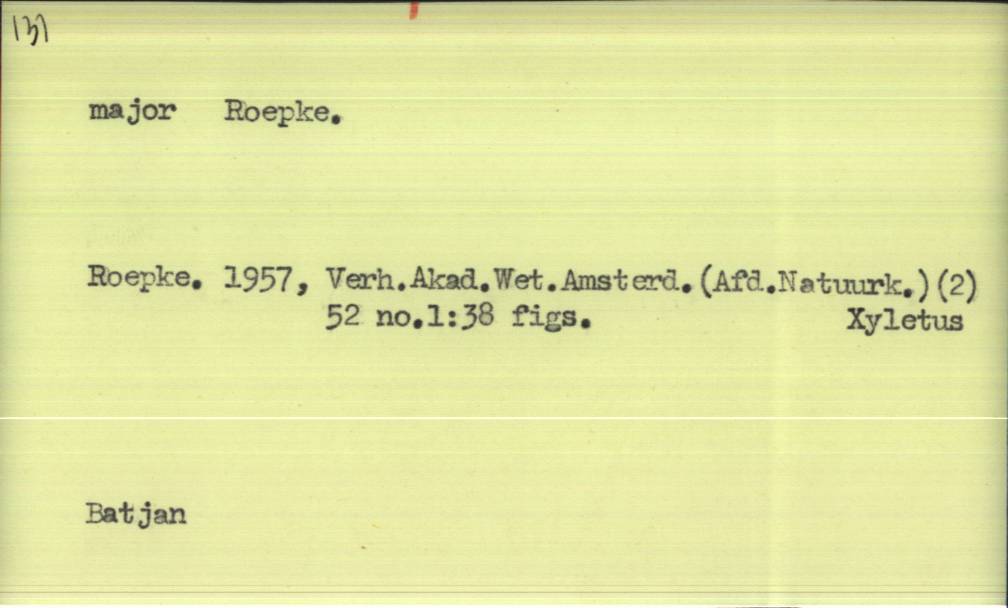 131
major Roepke.
Roepke. 1957, Verh.Akad.Wet.Amsterd.(Afd.Natuurk.)(2)
52 no.1:38 figs. Xyletus
Batjan